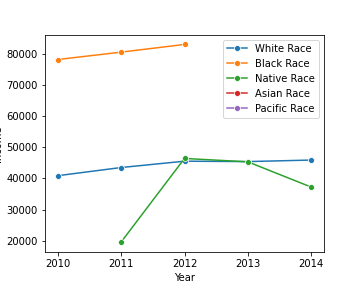 White Race
Black Race
Native Race
Asian Race
Pacific Race
80000
70000
60000
50000
40000
30000
20000
2010
2011
2012
2013
2014
Year